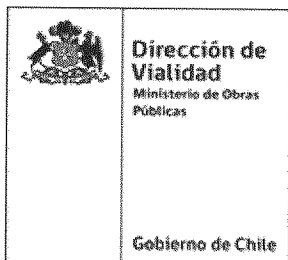 Dirección de
Vialidad
Ministerio de Obras
Públicas
Gobierno de Chile